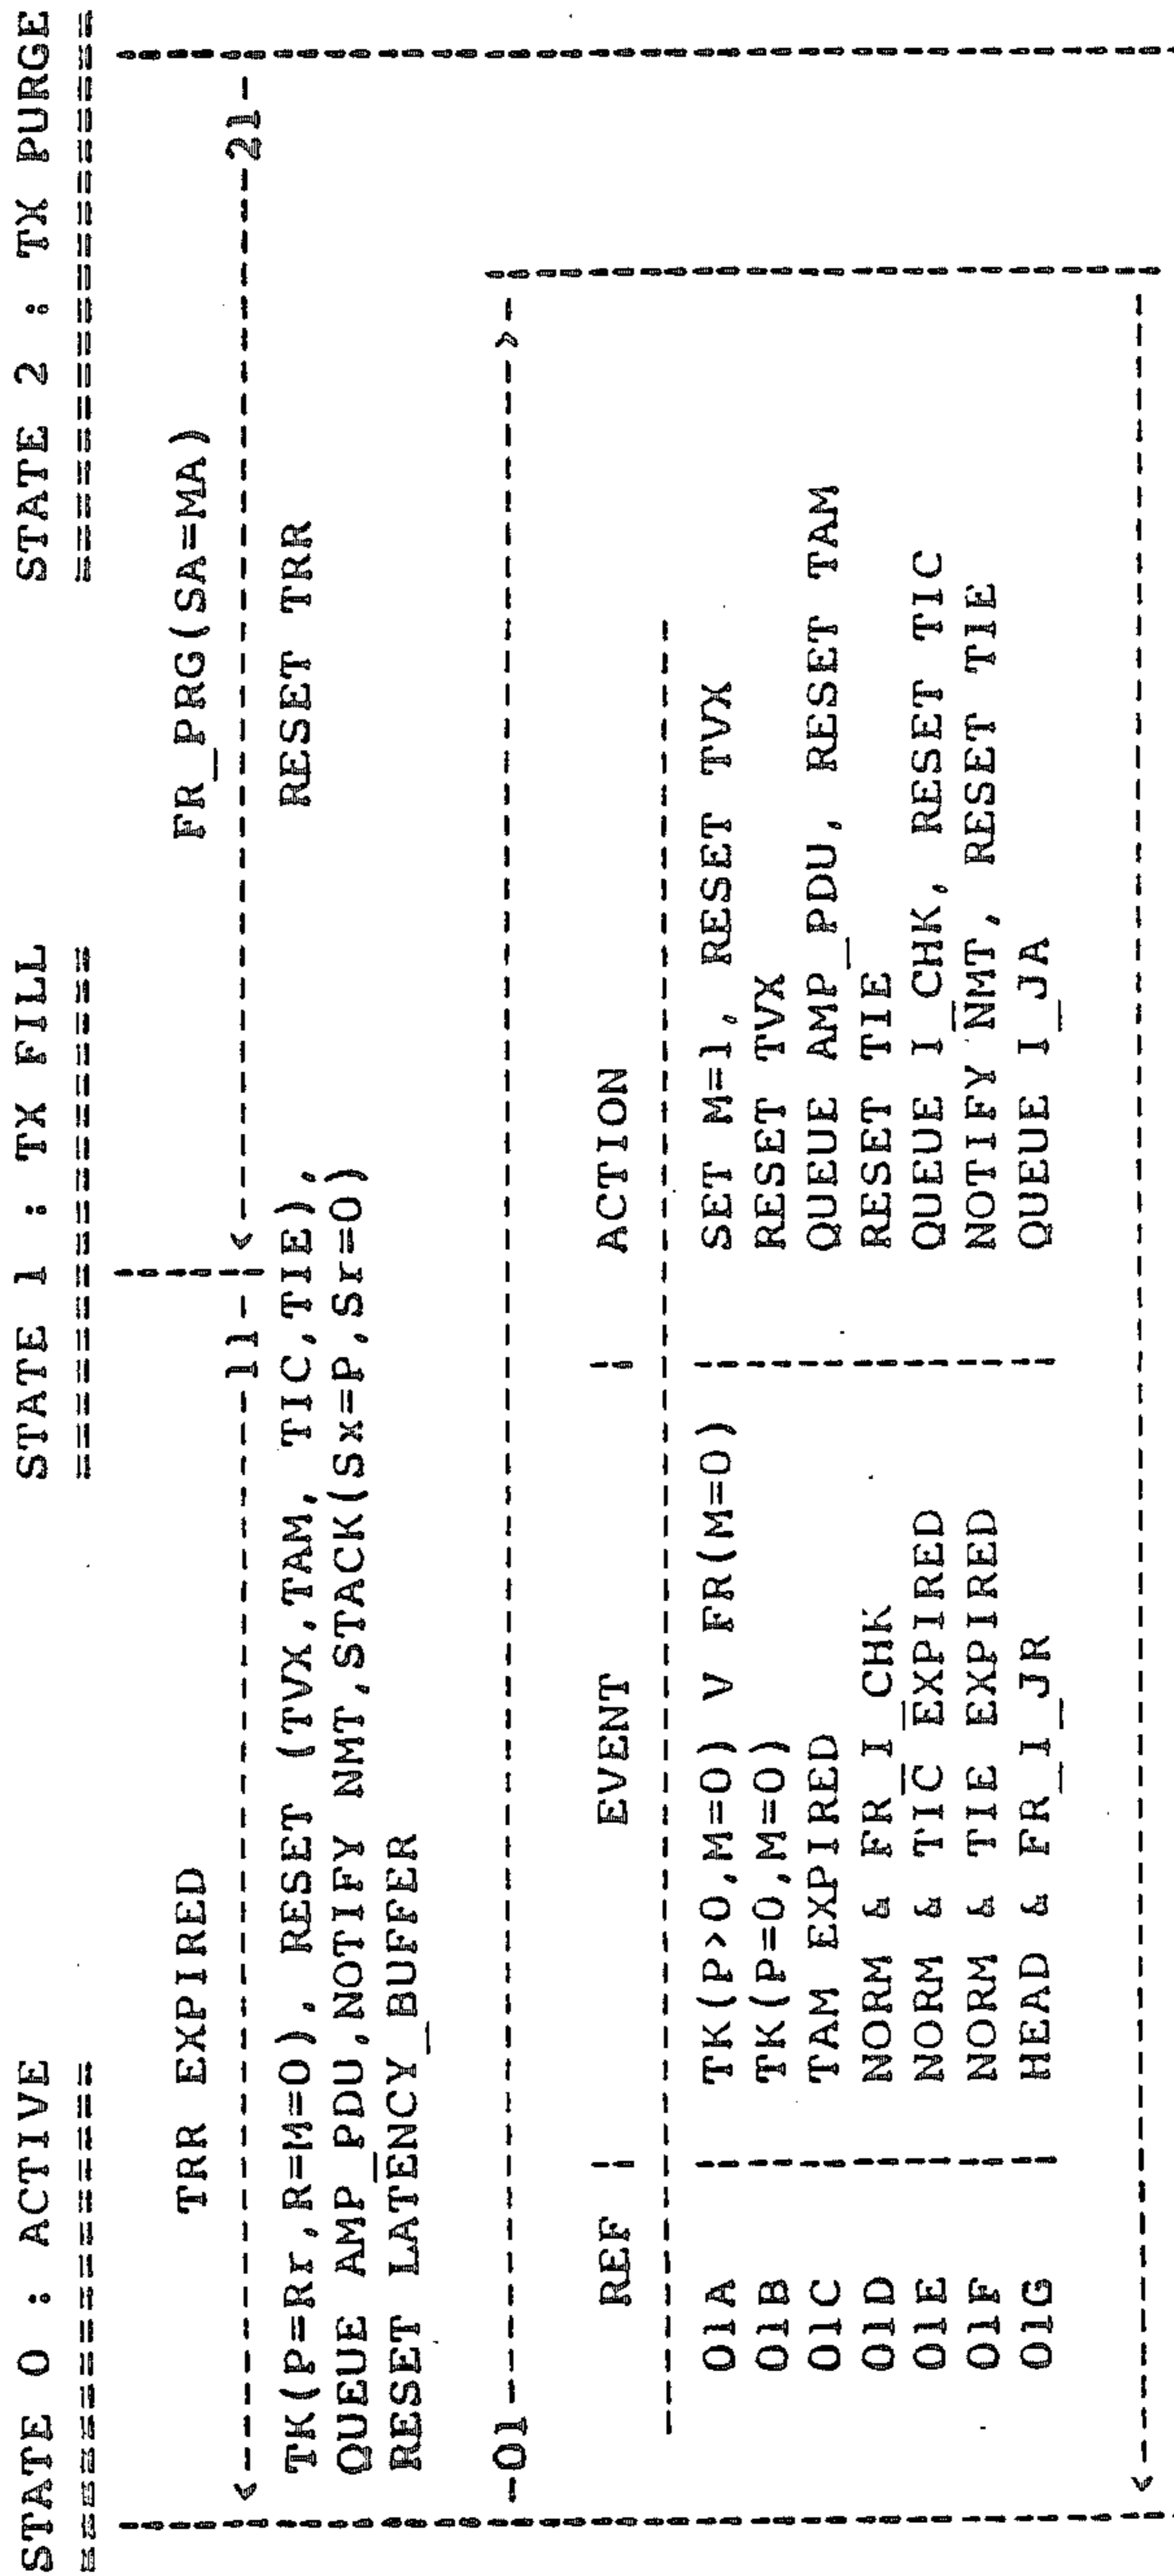 STATE 0 : ACTIVE STATE 1 : TX FILL STATE 2 : TX PURGE
TRR EXPIRED FR_PRG(SA=MA)
<---11---< ---21-
TK(P=Rr,R=M=0), RESET (TVX,TAM, TIC,TIE), RESET TRR
QUEUE AMP_PDU,NOTIFY NMT,STACK(Sx=P,Sr=0)
RESET LATENCY_BUFFER
-01--->-
REF | EVENT | ACTION
01A | TK(P>0,M=0) V FR(M=0) | SET M=1, RESET TVX
01B | TK(P=0,M=0) | RESET TVX
01C | TAM EXPIRED | QUEUE AMP_PDU, RESET TAM
01D | NORM & FR_I_CHK | RESET TIE
01E | NORM & TIC EXPIRED | QUEUE I_CHK, RESET TIC
01F | NORM & TIE EXPIRED | NOTIFY NMT, RESET TIE
01G | HEAD & FR_I_JR | QUEUE I_JA